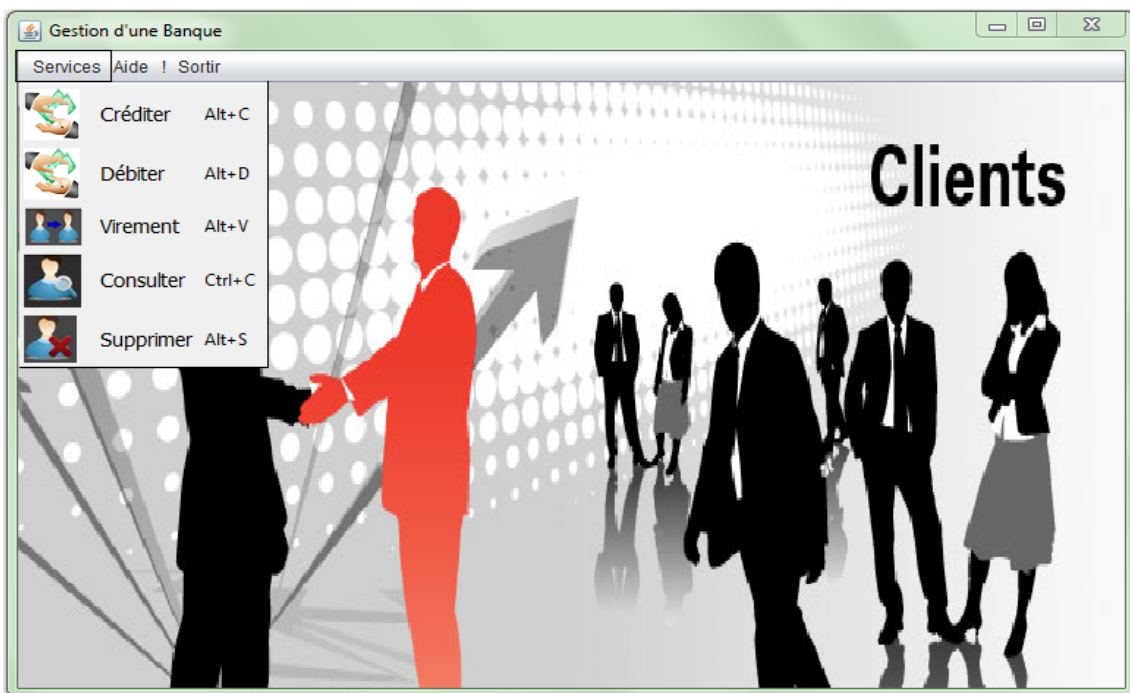 Gestion d'une Banque
Services Aide ! Sortir
Créditer Alt+C
Débiter Alt+D
Virement Alt+V
Consulter Ctrl+C
Supprimer Alt+S
Clients